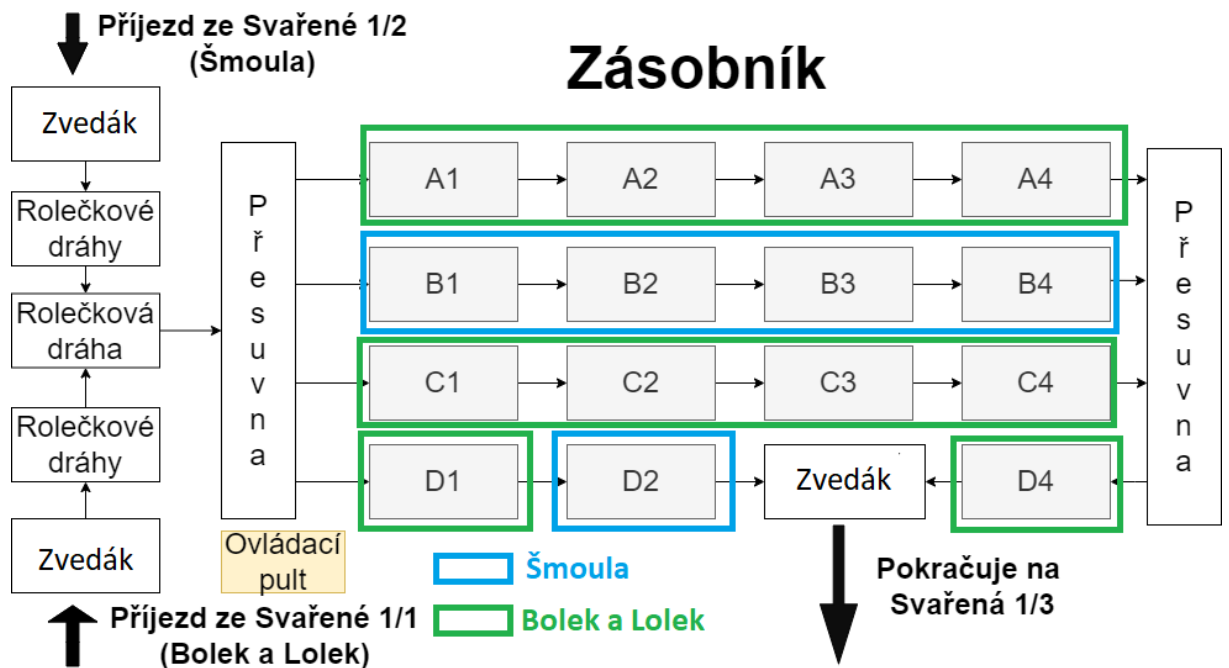 Příjezd ze Svařené 1/2
(Šmoula)
Zásobník
Zvedák
Rolečkové
dráhy
Rolečková
dráha
Rolečkové
dráhy
Zvedák
Příjezd ze Svařené 1/1
(Bolek a Lolek)
P
ř
e
s
u
v
n
a
Ovládací
pult
A1 A2 A3 A4
B1 B2 B3 B4
C1 C2 C3 C4
D1 D2 Zvedák D4
P
ř
e
s
u
v
n
a
Šmoula
Bolek a Lolek
Pokračuje na
Svařená 1/3